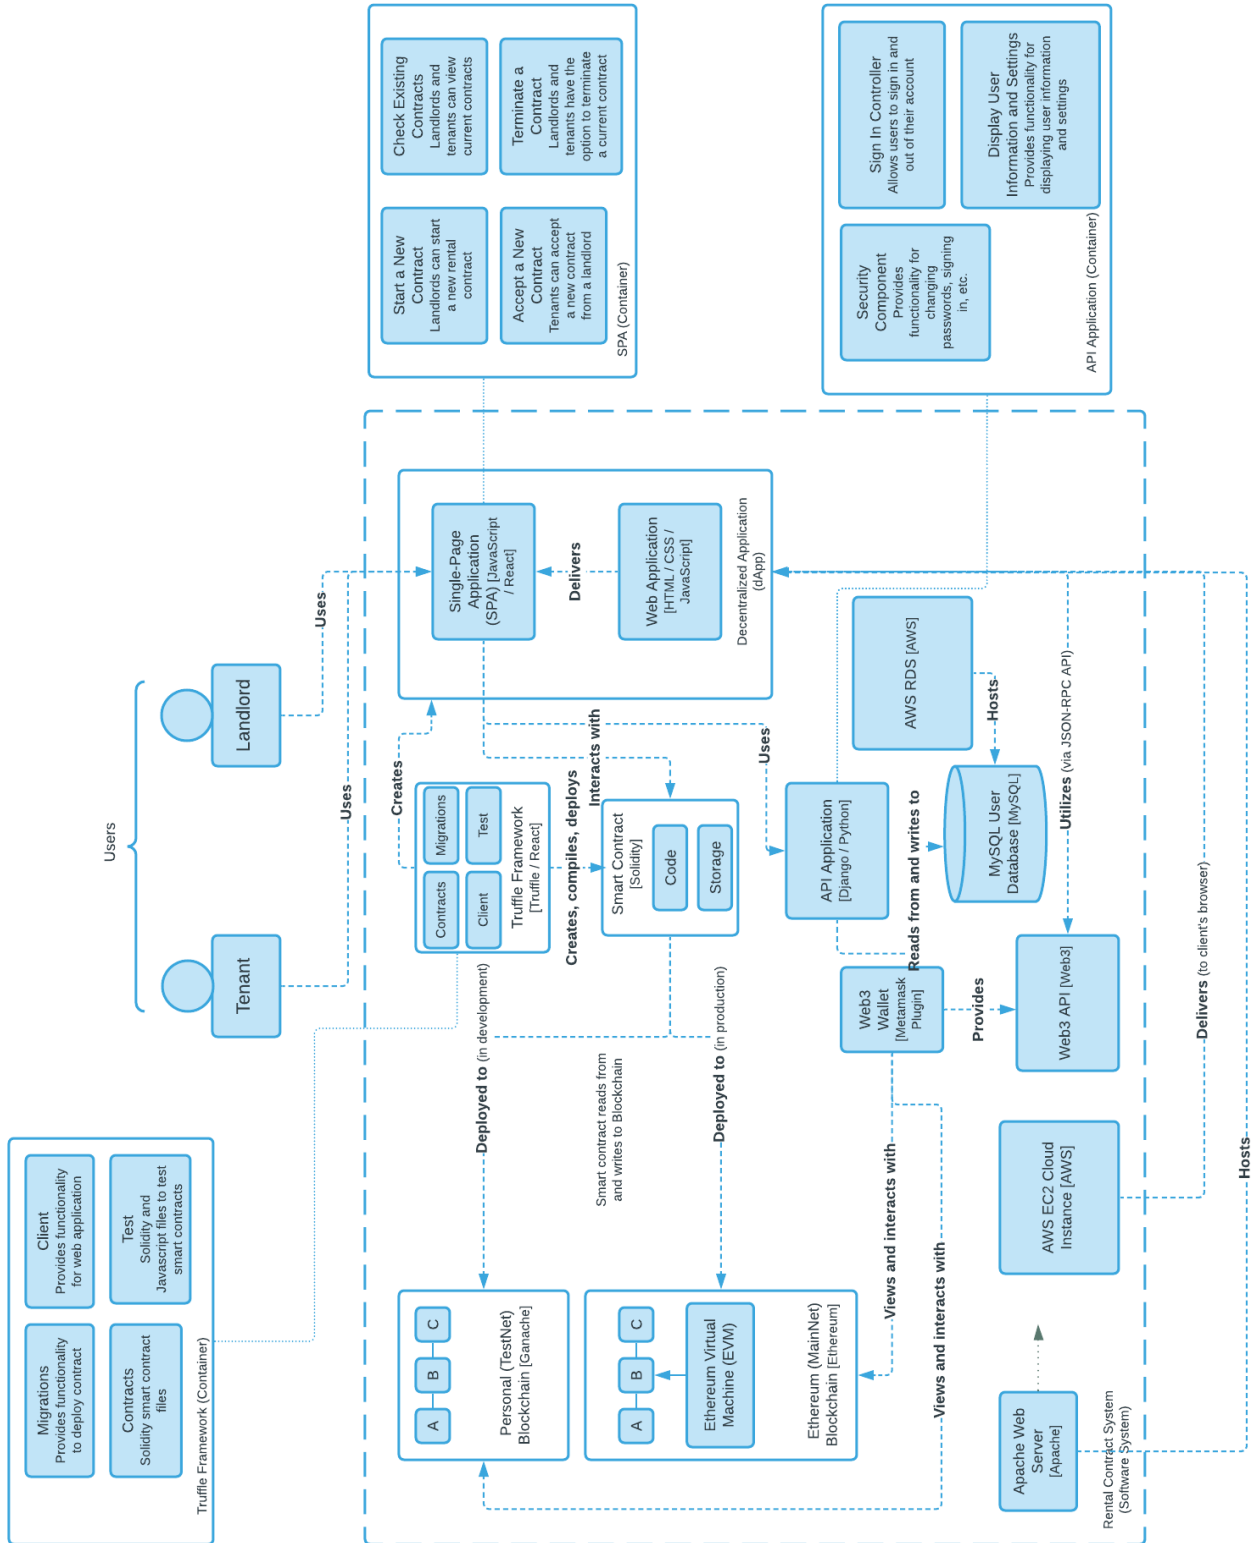 Users
Tenant
Landlord
Uses
Uses
Migrations
Provides functionality
to deploy contract
Client
Provides functionality
for web application
Contracts
Solidity smart contract
files
Test
Solidity and
Javascript files to test
smart contracts
Truffle Framework (Container)
Start a New
Contract
Landlords can start
a new rental
contract
Check Existing
Contracts
Landlords and
tenants can view
current contracts
Accept a New
Contract
Tenants can accept
a new contract
from a landlord
Terminate a
Contract
Landlords and
tenants have the
option to terminate
a current contract
SPA (Container)
Security
Component
Provides
functionality for
changing
passwords, signing
in, etc.
Sign In Controller
Allows users to sign in and
out of their account
Display User
Information and Settings
Provides functionality for
displaying user information
and settings
API Application (Container)
A
B
C
Personal (TestNet)
Blockchain [Ganache]
A
B
C
Ethereum Virtual
Machine (EVM)
Ethereum (MainNet)
Blockchain [Ethereum]
Deployed to (in development)
Smart contract reads from
and writes to Blockchain
Deployed to (in production)
Contracts
Migrations
Client
Test
Truffle Framework
[Truffle / React]
Creates
Creates, compiles, deploys
Interacts with
Smart Contract
[Solidity]
Code
Storage
Single-Page
Application
(SPA) [JavaScript
/ React]
Delivers
Web Application
[HTML / CSS /
JavaScript]
Decentralized Application
(dApp)
Uses
API Application
[Django / Python]
AWS RDS [AWS]
Hosts
Reads from and writes to
MySQL User
Database [MySQL]
Web3
Wallet
[Metamask
Plugin]
Provides
Web3 API [Web3]
Utilizes (via JSON-RPC API)
Views and interacts with
Views and interacts with
AWS EC2 Cloud
Instance [AWS]
Apache Web
Server
[Apache]
Delivers (to client's browser)
Hosts
Rental Contract System
(Software System)